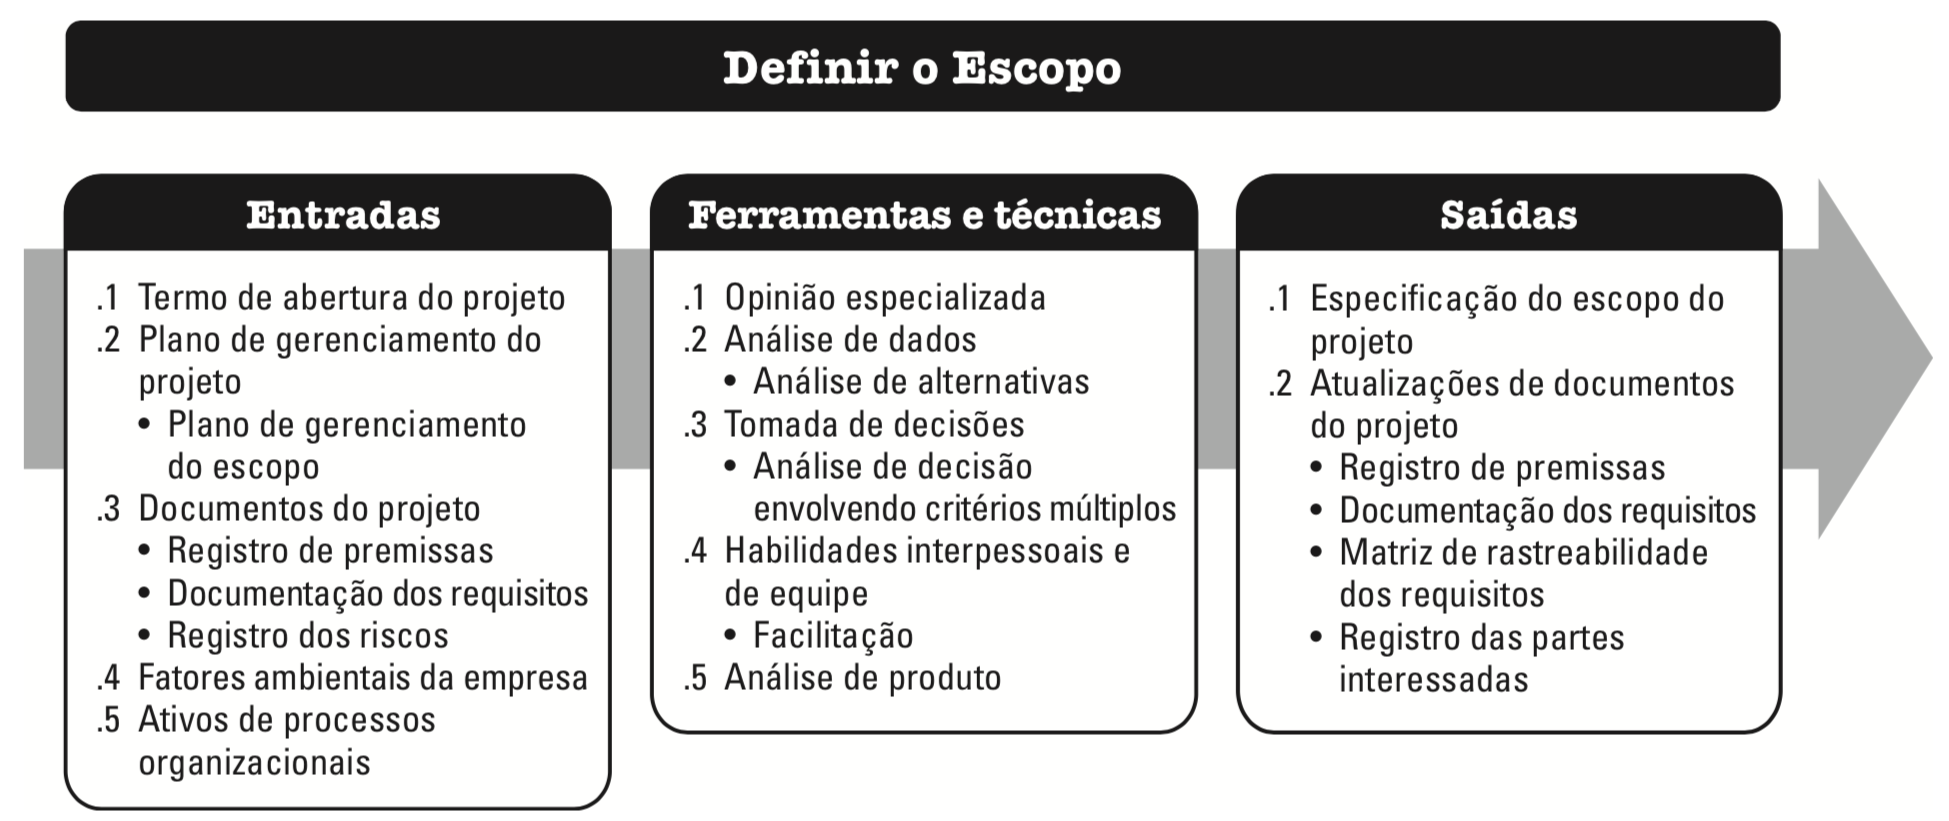 Definir o Escopo
Entradas
.1 Termo de abertura do projeto
.2 Plano de gerenciamento do
projeto
• Plano de gerenciamento
do escopo
.3 Documentos do projeto
• Registro de premissas
• Documentação dos requisitos
• Registro dos riscos
.4 Fatores ambientais da empresa
.5 Ativos de processos
organizacionais
Ferramentas e técnicas
.1 Opinião especializada
.2 Análise de dados
• Análise de alternativas
.3 Tomada de decisões
• Análise de decisão
envolvendo critérios múltiplos
.4 Habilidades interpessoais e
de equipe
• Facilitação
.5 Análise de produto
Saídas
.1 Especificação do escopo do
projeto
.2 Atualizações de documentos
do projeto
• Registro de premissas
• Documentação dos requisitos
• Matriz de rastreabilidade
dos requisitos
• Registro das partes
interessadas